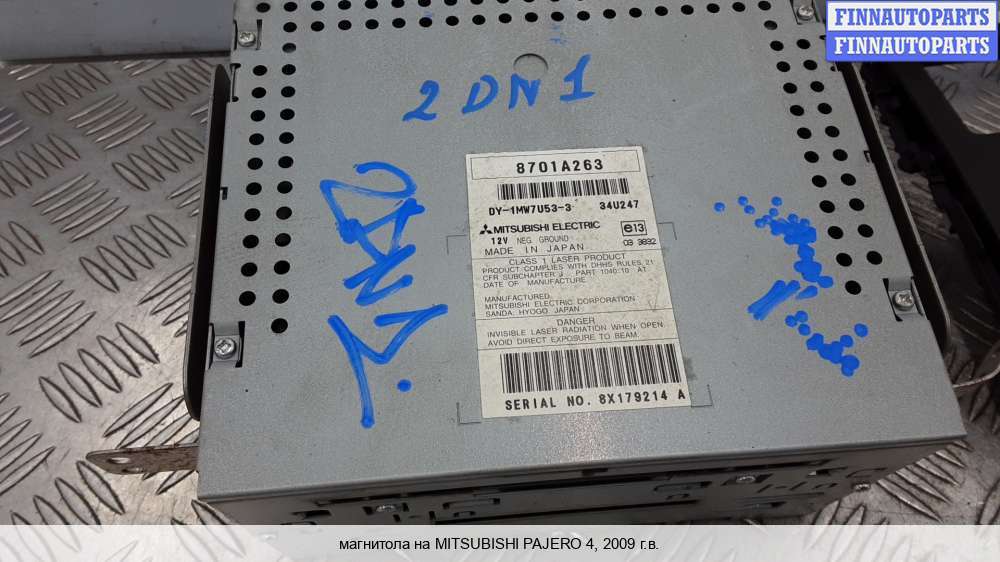 FINNAUTOPARTS
FINNAUTOPARTS
2DN1
8701A263
DY-1MW7U53-3 34U247
MITSUBISHI ELECTRIC e13
12V NEG GROUND 03 3892
MADE IN JAPAN
CLASS 1 LASER PRODUCT
PRODUCT COMPLIES WITH DHHS RULES 21
CFR SUBCHAPTER J PART 1040:10 AT
DATE OF MANUFACTURE
MANUFACTURED.
MITSUBISHI ELECTRIC CORPORATION
SANDA, HYOGO JAPAN
DANGER
INVISIBLE LASER RADIATION WHEN OPEN.
AVOID DIRECT EXPOSURE TO BEAM.
SERIAL NO. 8X179214 A
магнитола на MITSUBISHI PAJERO 4, 2009 г.в.